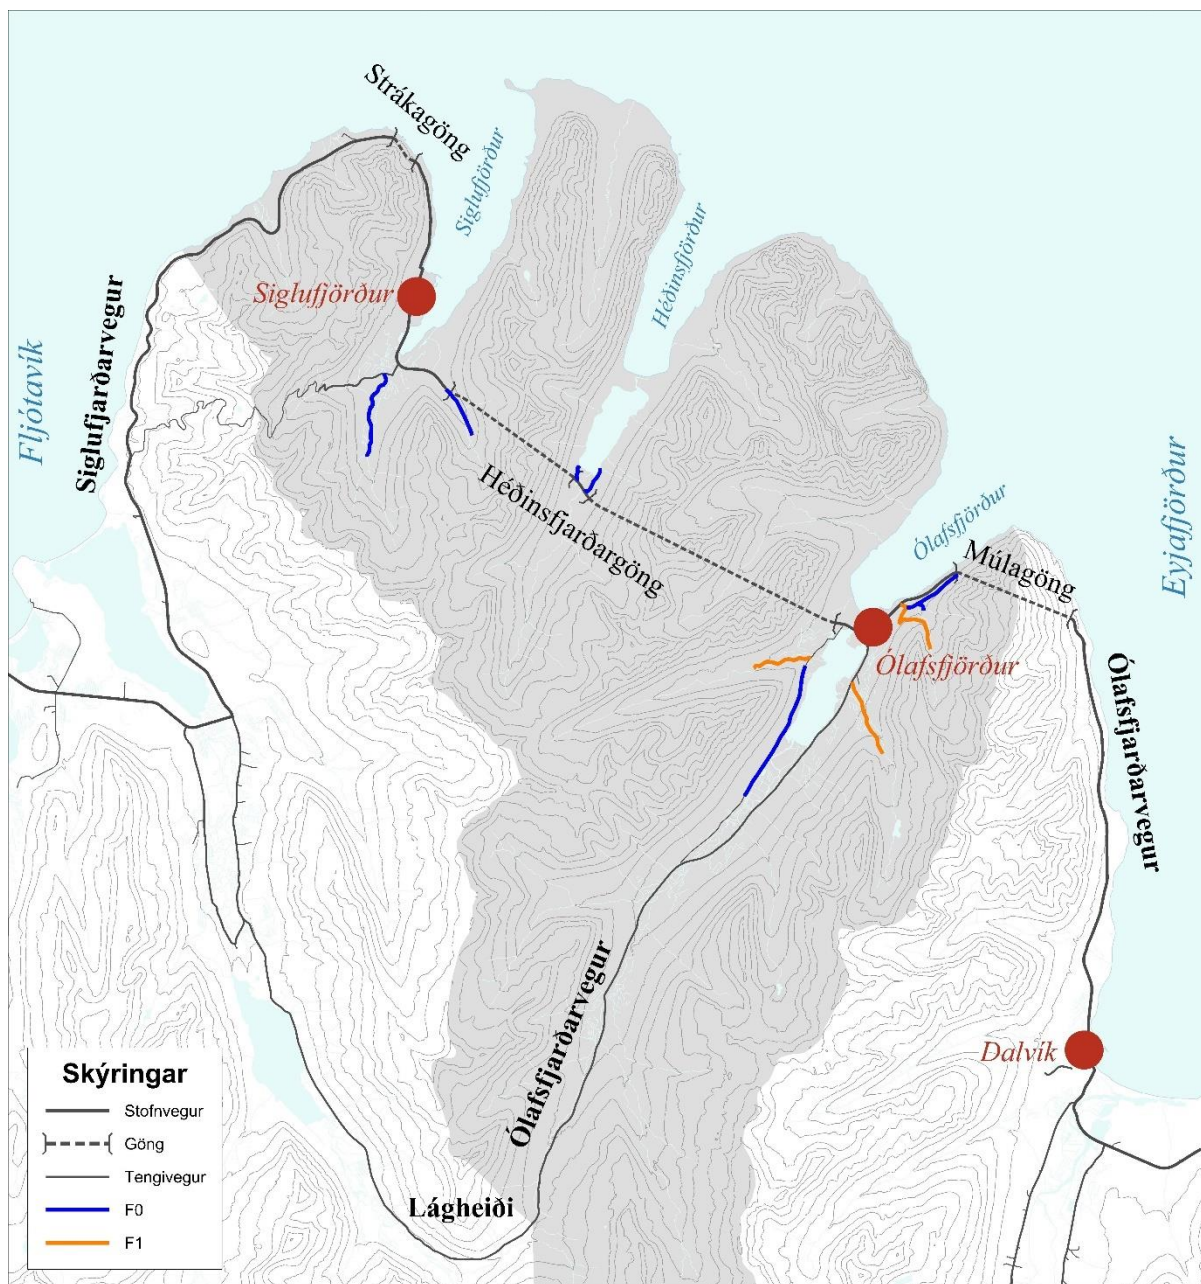 Strákagöng
Siglufjörður
Héðinsfjörður
Siglufjörður
Fljótavík
Siglufjarðarvegur
Héðinsfjarðargöng
Ólafsfjörður
Múlagöng
Eyjafjörður
Ólafsfjörður
Ólafsfjarðarvegur
Ólafsfjarðarvegur
Dalvík
Lágheiði
Skýringar
Stofnvegur
Göng
Tengivegur
F0
F1